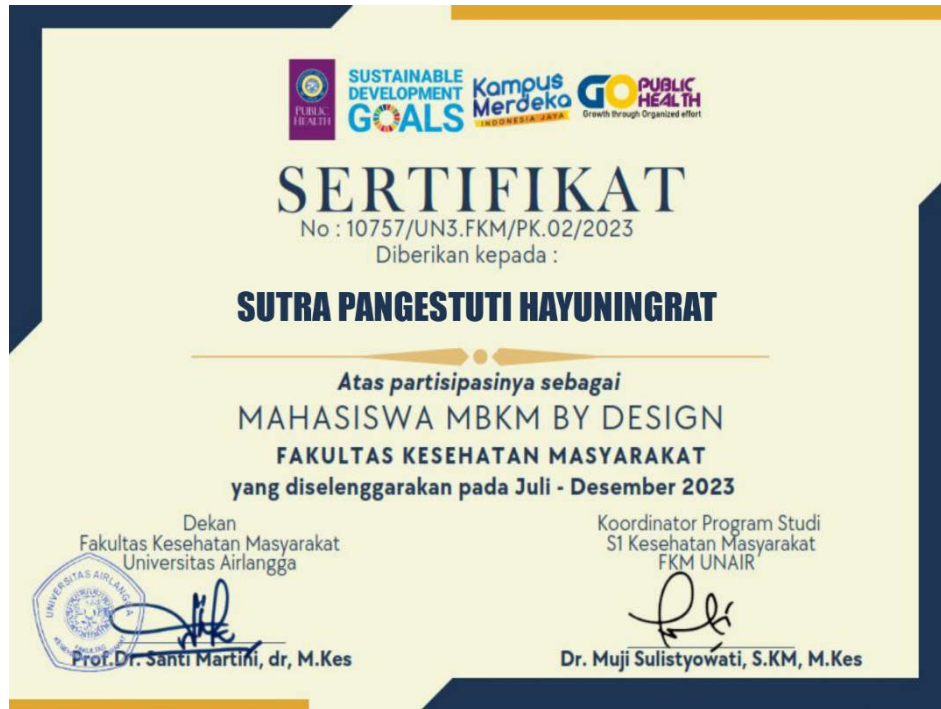 PUBLIC
HEALTH
SUSTAINABLE
DEVELOPMENT
GOALS
Kampus
Merdeka
INDONESIA JAYA
GO PUBLIC
HEALTH
Growth through Organized effort
SERTIFIKAT
No : 10757/UN3.FKM/PK.02/2023
Diberikan kepada :
SUTRA PANGESTUTI HAYUNINGRAT
Atas partisipasinya sebagai
MAHASISWA MBKM BY DESIGN
FAKULTAS KESEHATAN MASYARAKAT
yang diselenggarakan pada Juli - Desember 2023
Dekan
Fakultas Kesehatan Masyarakat
Universitas Airlangga
UNIVERSITAS AIRLANGGA
FAKULTAS
KESEHATAN MASYARAKAT
Prof.Dr. Santi Martini, dr, M.Kes
Koordinator Program Studi
S1 Kesehatan Masyarakat
FKM UNAIR
Dr. Muji Sulistyowati, S.KM, M.Kes